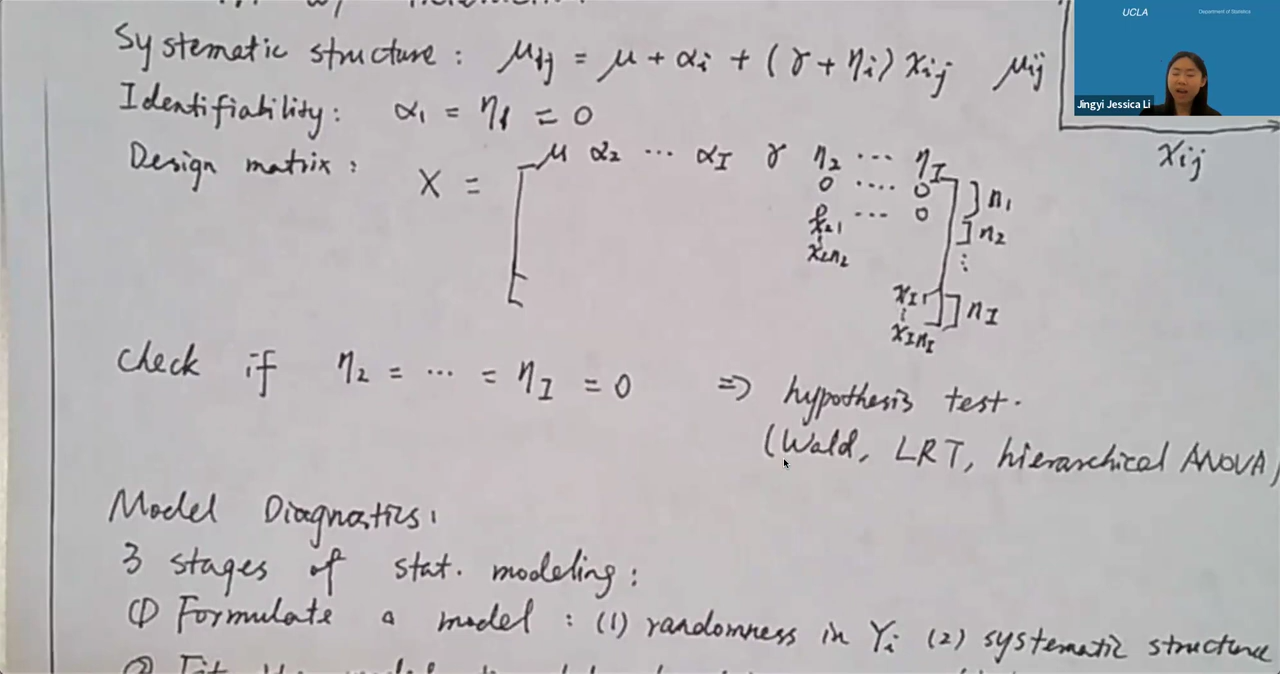 UCLA Department of Statistics
Jingyi Jessica Li
Systematic structure : μij = μ + αi + (γ + ηi) xij μij
xij
Identifiability : α1 = η1 = 0
Design matrix :
μ α2 ... αI γ η2 ... ηI
X = [
0 .... 0 ] n1
0 ... 0
x21 ] n2
⋮
x2n2
xI1 ] nI
⋮
xInI
Check if η2 = ... = ηI = 0 => hypothesis test.
(Wald, LRT, hierarchical ANOVA)
Model Diagnostics :
3 stages of stat. modeling :
① Formulate a model : (1) randomness in Yi (2) systematic structure